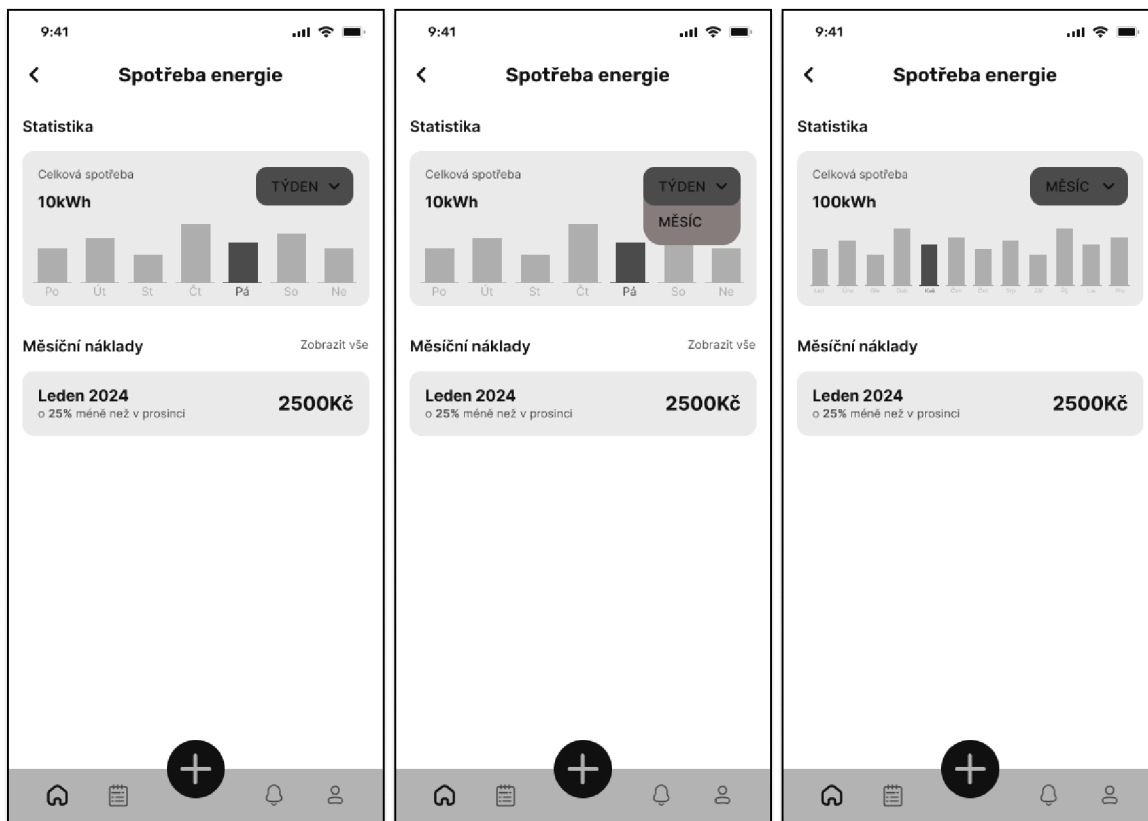 9:41
Spotřeba energie
Statistika
Celková spotřeba
TÝDEN
10kWh
Po Út St Čt Pá So Ne
Měsíční náklady Zobrazit vše
Leden 2024
o 25% méně než v prosinci
2500Kč
9:41
Spotřeba energie
Statistika
Celková spotřeba
TÝDEN
10kWh
MĚSÍC
Po Út St Čt Pá So Ne
Měsíční náklady Zobrazit vše
Leden 2024
o 25% méně než v prosinci
2500Kč
9:41
Spotřeba energie
Statistika
Celková spotřeba
MĚSÍC
100kWh
Měsíční náklady
Leden 2024
o 25% méně než v prosinci
2500Kč